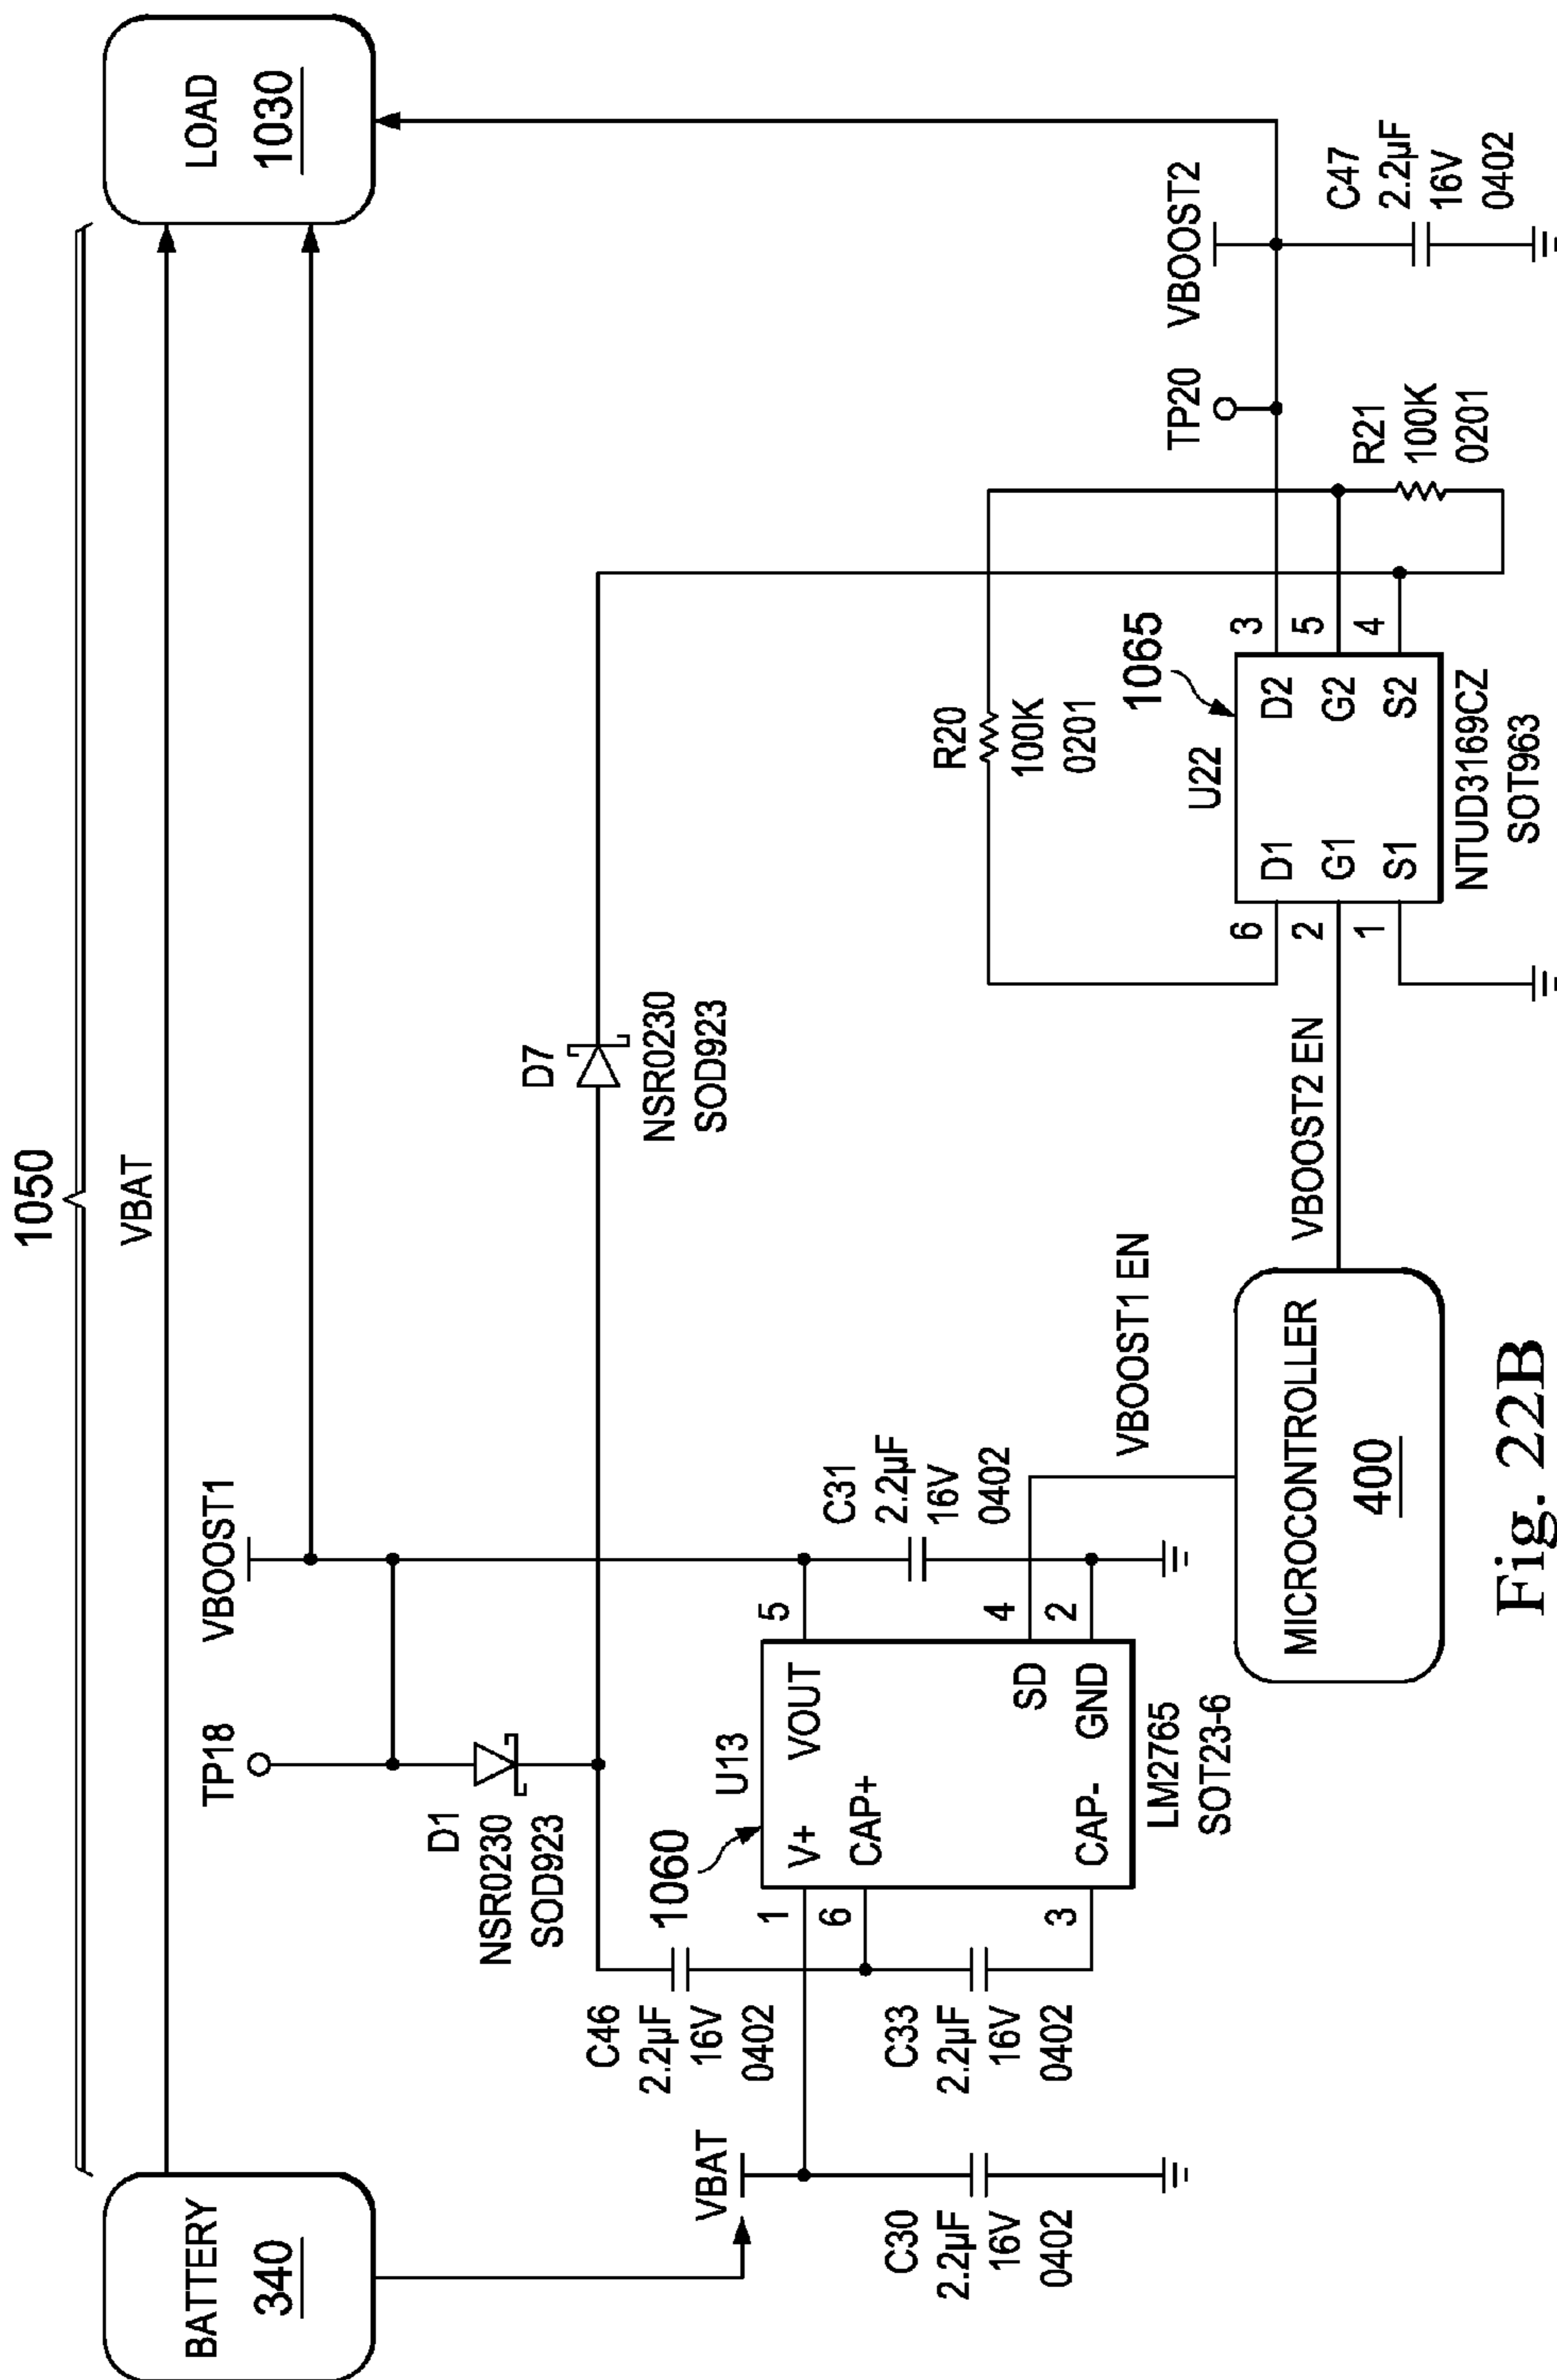 1050
BATTERY
340
VBAT
LOAD
1030
TP18
VBOOST1
D1
NSR0230
SOD923
D7
NSR0230
SOD923
VBAT
C46
2.2µF
16V
0402
C30
2.2µF
16V
0402
C33
2.2µF
16V
0402
1060
U13
1
6
3
V+
CAP+
CAP-
VOUT
SD
GND
5
4
2
LM2765
SOT23-6
C31
2.2µF
16V
0402
VBOOST1 EN
MICROCONTROLLER
400
VBOOST2 EN
R20
100K
0201
1065
U22
6
2
1
D1
G1
S1
D2
G2
S2
3
5
4
NTUD3169CZ
SOT963
TP20
VBOOST2
R21
100K
0201
C47
2.2µF
16V
0402
Fig. 22B